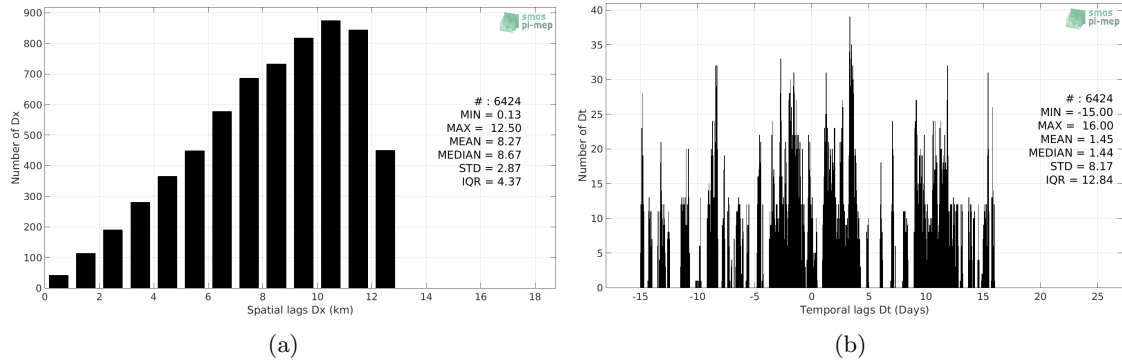 900
800
700
600
500
400
300
200
100
0
Number of Dx
0 2 4 6 8 10 12 14 16 18
Spatial lags Dx (km)
smos
pi-mep
# : 6424
MIN = 0.13
MAX = 12.50
MEAN = 8.27
MEDIAN = 8.67
STD = 2.87
IQR = 4.37
(a)
40
35
30
25
20
15
10
5
0
Number of Dt
-15 -10 -5 0 5 10 15 20 25
Temporal lags Dt (Days)
smos
pi-mep
# : 6424
MIN = -15.00
MAX = 16.00
MEAN = 1.45
MEDIAN = 1.44
STD = 8.17
IQR = 12.84
(b)